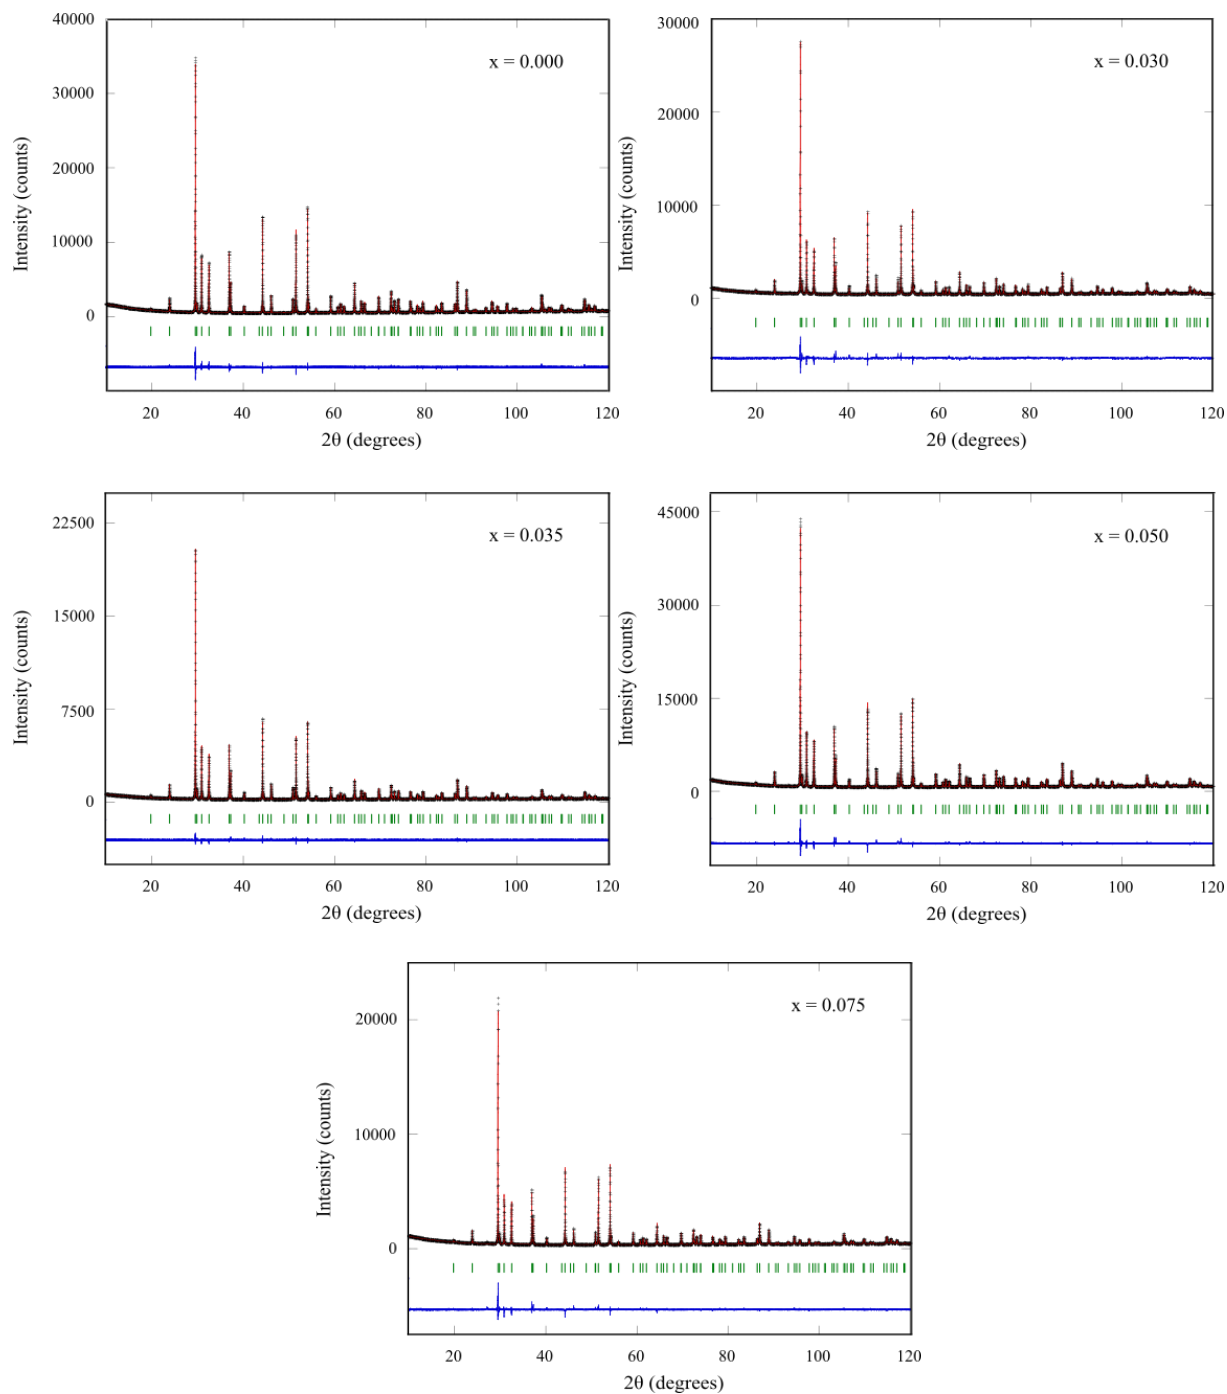 x = 0.000
Intensity (counts)
40000
30000
20000
10000
0
20 40 60 80 100 120
2θ (degrees)
x = 0.030
Intensity (counts)
30000
20000
10000
0
20 40 60 80 100 120
2θ (degrees)
x = 0.035
Intensity (counts)
22500
15000
7500
0
20 40 60 80 100 120
2θ (degrees)
x = 0.050
Intensity (counts)
45000
30000
15000
0
20 40 60 80 100 120
2θ (degrees)
x = 0.075
Intensity (counts)
20000
10000
0
20 40 60 80 100 120
2θ (degrees)